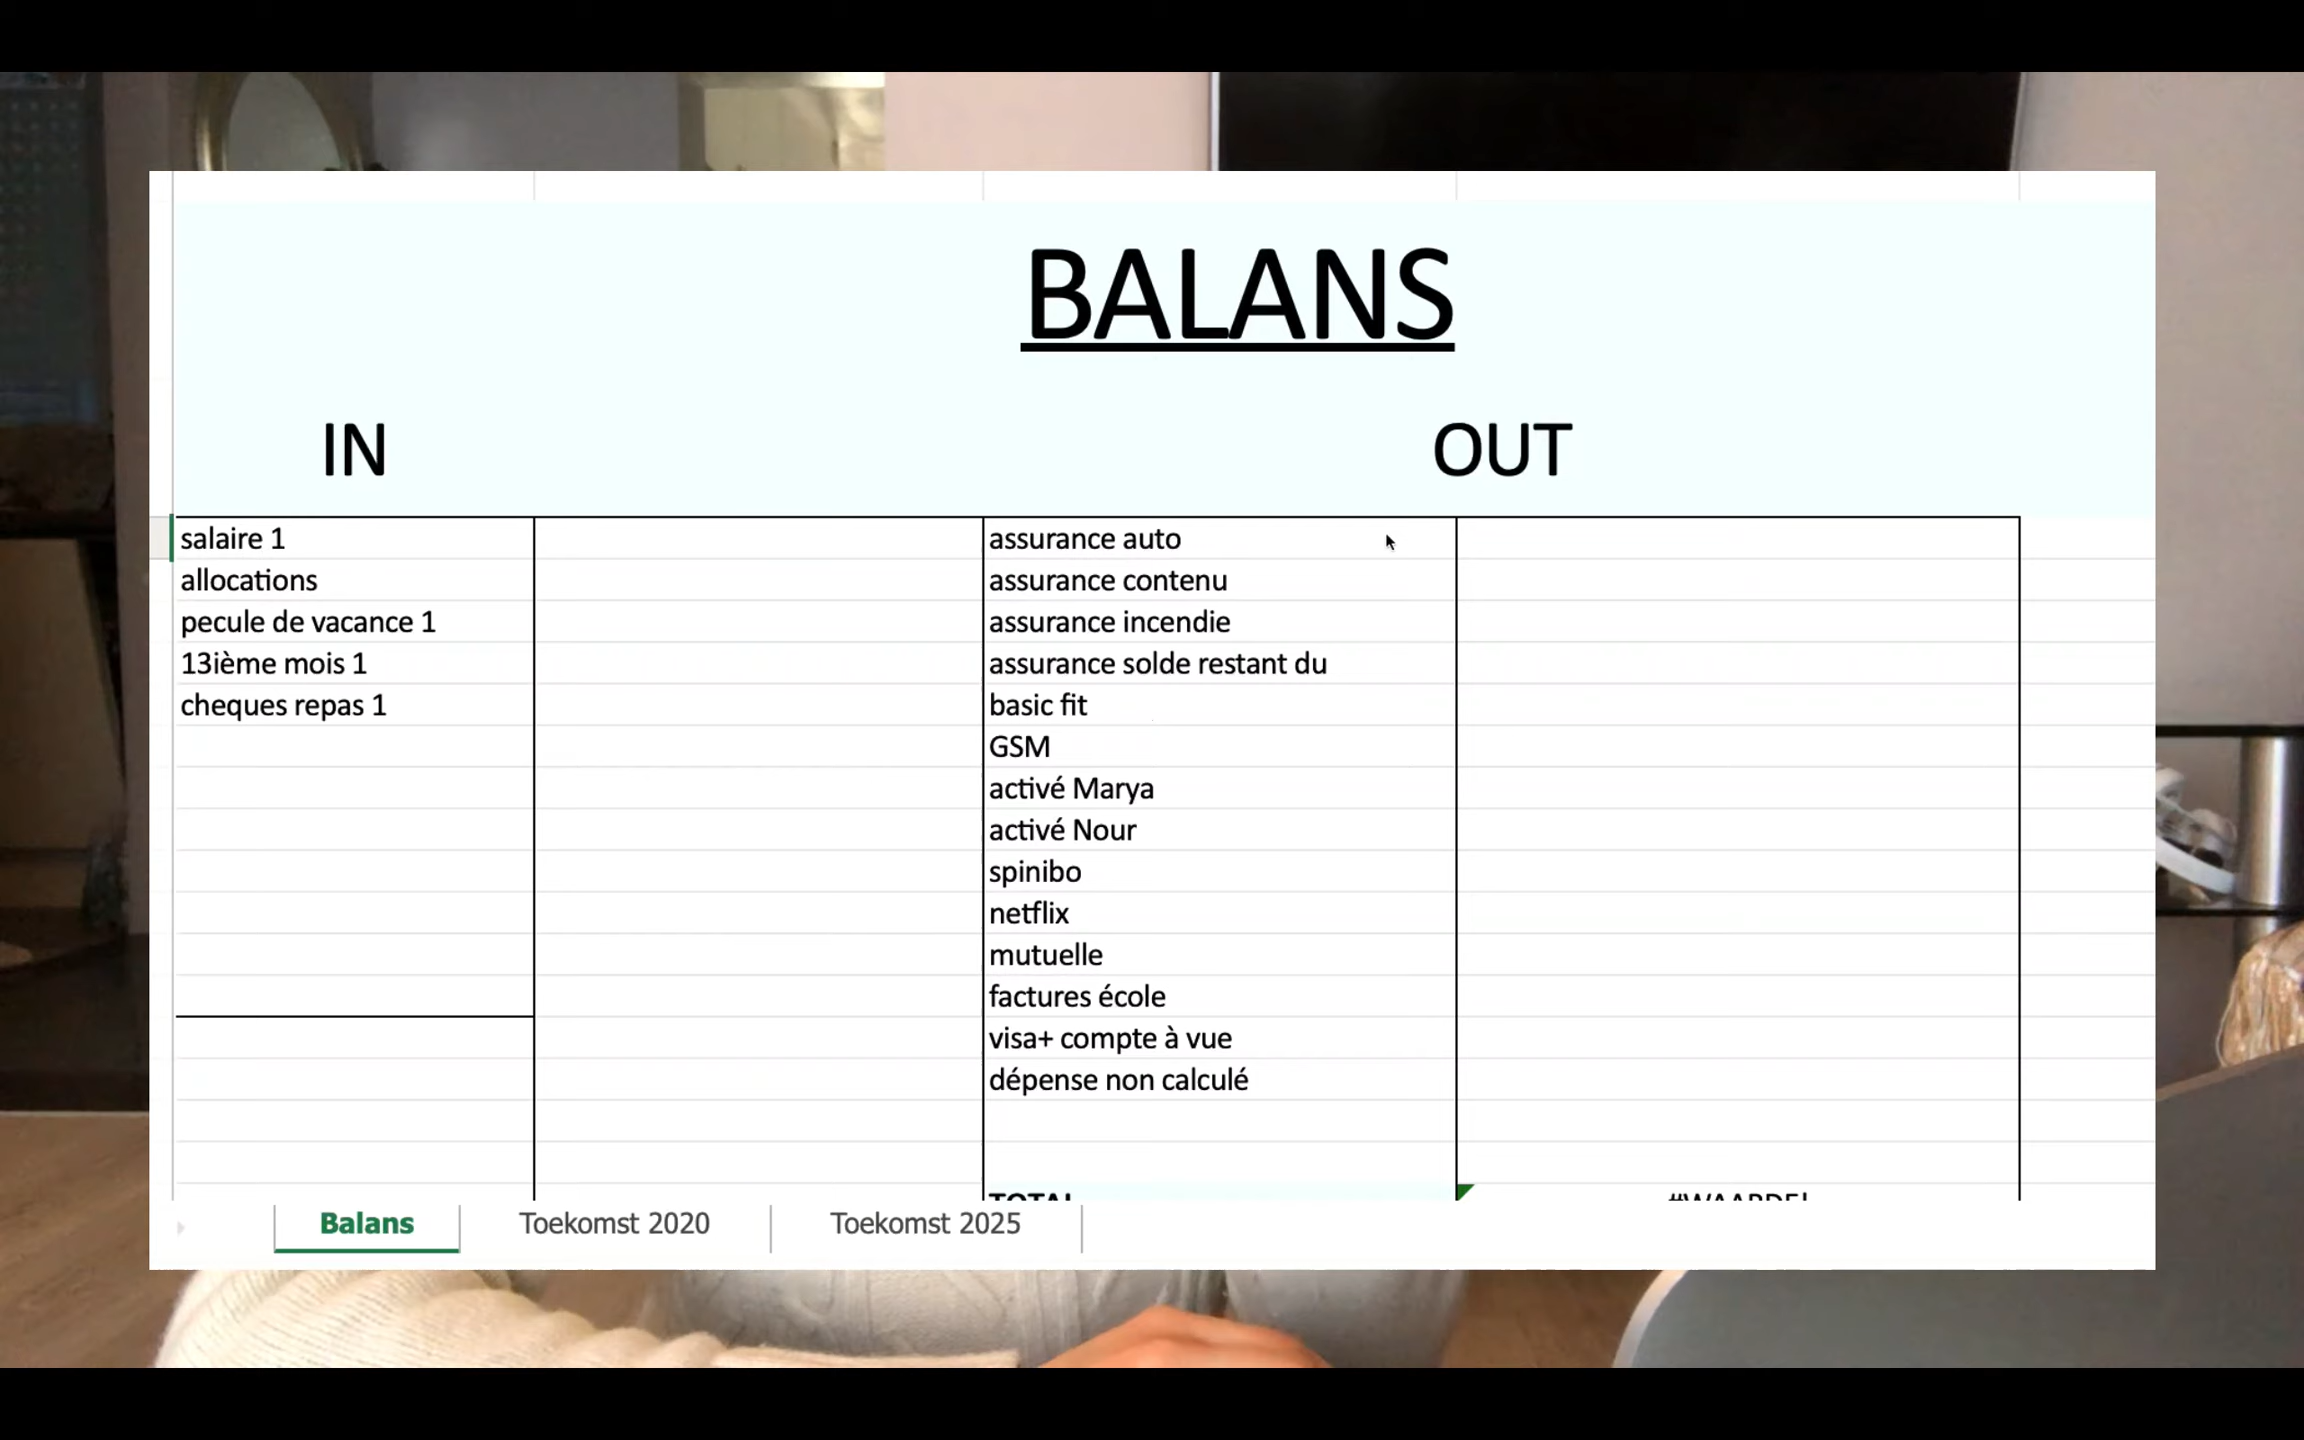 BALANS
IN
OUT
salaire 1
allocations
pecule de vacance 1
13ième mois 1
cheques repas 1
assurance auto
assurance contenu
assurance incendie
assurance solde restant du
basic fit
GSM
activé Marya
activé Nour
spinibo
netflix
mutuelle
factures école
visa+ compte à vue
dépense non calculé
TOTAL
#WAARDE!
Balans
Toekomst 2020
Toekomst 2025